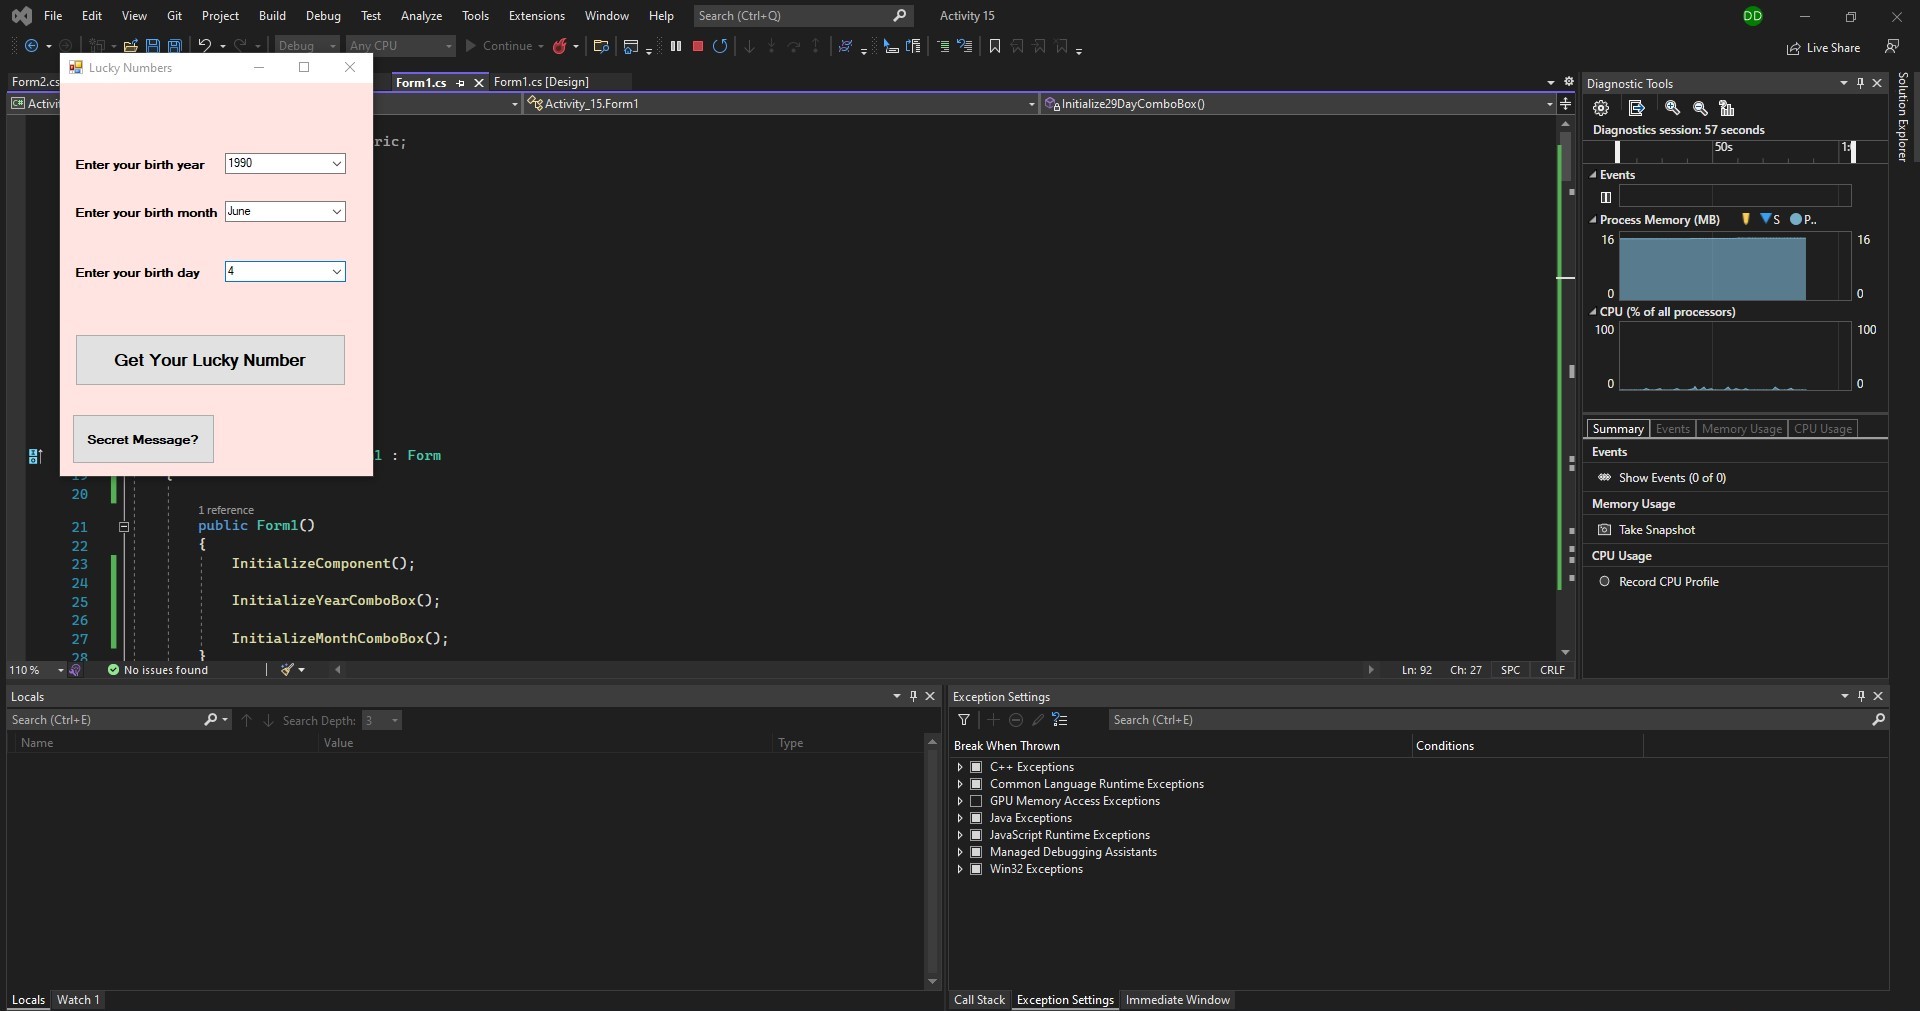 File Edit View Git Project Build Debug Test Analyze Tools Extensions Window Help Search (Ctrl+Q) Activity 15 DD
Debug Any CPU Continue Live Share
Lucky Numbers
Enter your birth year 1990
Enter your birth month June
Enter your birth day 4
Get Your Lucky Number
Secret Message?
Form2.cs Form1.cs Form1.cs [Design]
C# Activi Activity_15.Form1 Initialize29DayComboBox()
ric;
1 : Form
19
20
1 reference
21 public Form1()
22 {
23 InitializeComponent();
24
25 InitializeYearComboBox();
26
27 InitializeMonthComboBox();
28 }
110 % No issues found Ln: 92 Ch: 27 SPC CRLF
Diagnostic Tools
Diagnostics session: 57 seconds
50s 1:
Events
Process Memory (MB) S P..
16 16
0 0
CPU (% of all processors)
100 100
0 0
Summary Events Memory Usage CPU Usage
Events
Show Events (0 of 0)
Memory Usage
Take Snapshot
CPU Usage
Record CPU Profile
Solution Explorer
Locals
Search (Ctrl+E) Search Depth: 3
Name Value Type
Locals Watch 1
Exception Settings
Search (Ctrl+E)
Break When Thrown Conditions
C++ Exceptions
Common Language Runtime Exceptions
GPU Memory Access Exceptions
Java Exceptions
JavaScript Runtime Exceptions
Managed Debugging Assistants
Win32 Exceptions
Call Stack Exception Settings Immediate Window